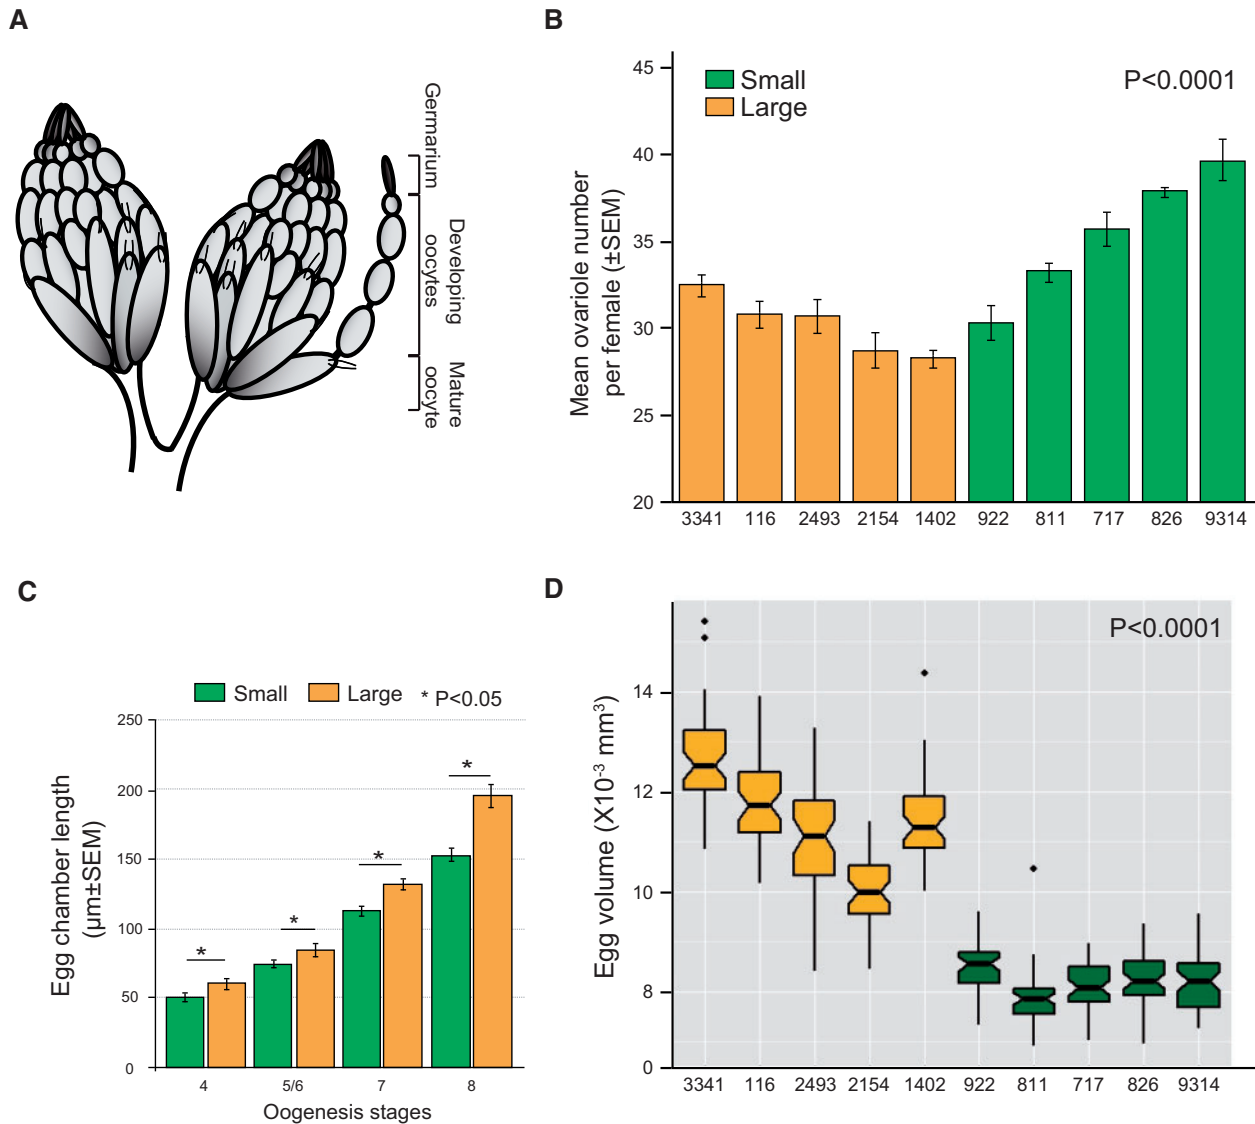 A
Germarium
Developing
oocytes
Mature
oocyte
B
Small
Large
P<0.0001
Mean ovariole number
per female (±SEM)
45
40
35
30
25
20
3341 116 2493 2154 1402 922 811 717 826 9314
C
Small Large * P<0.05
Egg chamber length
(µm±SEM)
250
200
150
100
50
0
*
*
*
*
4 5/6 7 8
Oogenesis stages
D
P<0.0001
Egg volume (X10⁻³ mm³)
14
12
10
8
0
3341 116 2493 2154 1402 922 811 717 826 9314